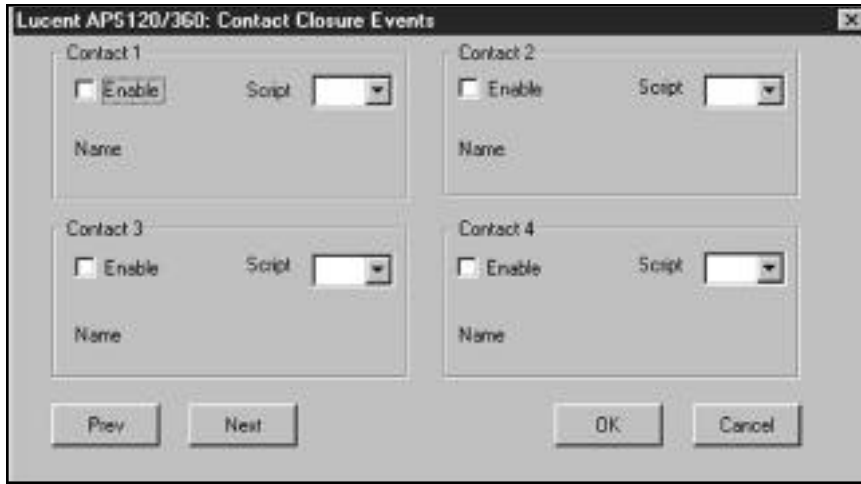 Lucent APS120/360: Contact Closure Events
Contact 1
Enable Script
Name
Contact 2
Enable Script
Name
Contact 3
Enable Script
Name
Contact 4
Enable Script
Name
Prev Next OK Cancel